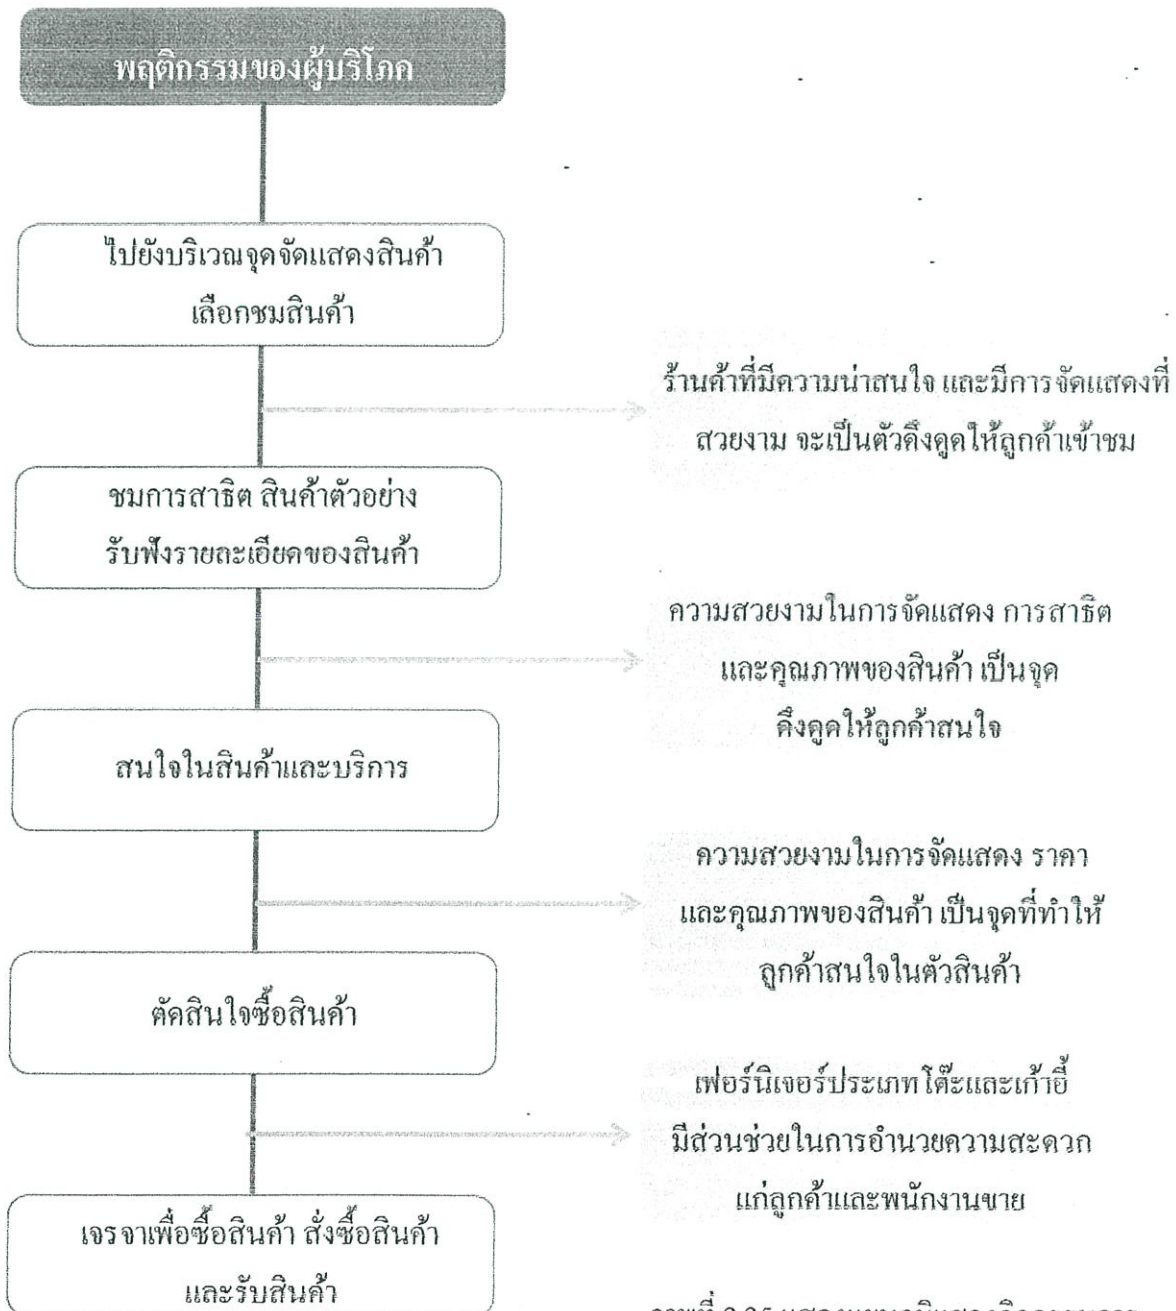 พฤติกรรมของผู้บริโภค
ไปยังบริเวณจุดจัดแสดงสินค้า
เลือกชมสินค้า
ร้านค้าที่มีความน่าสนใจ และมีการจัดแสดงที่
สวยงาม จะเป็นตัวดึงดูดให้ลูกค้าเข้าชม
ชมการสาธิต สินค้าตัวอย่าง
รับฟังรายละเอียดของสินค้า
ความสวยงามในการจัดแสดง การสาธิต
และคุณภาพของสินค้า เป็นจุด
ดึงดูดให้ลูกค้าสนใจ
สนใจในสินค้าและบริการ
ความสวยงามในการจัดแสดง ราคา
และคุณภาพของสินค้า เป็นจุดที่ทำให้
ลูกค้าสนใจในตัวสินค้า
ตัดสินใจซื้อสินค้า
เฟอร์นิเจอร์ประเภทโต๊ะและเก้าอี้
มีส่วนช่วยในการอำนวยความสะดวก
แก่ลูกค้าและพนักงานขาย
เจรจาเพื่อซื้อสินค้า สั่งซื้อสินค้า
และรับสินค้า